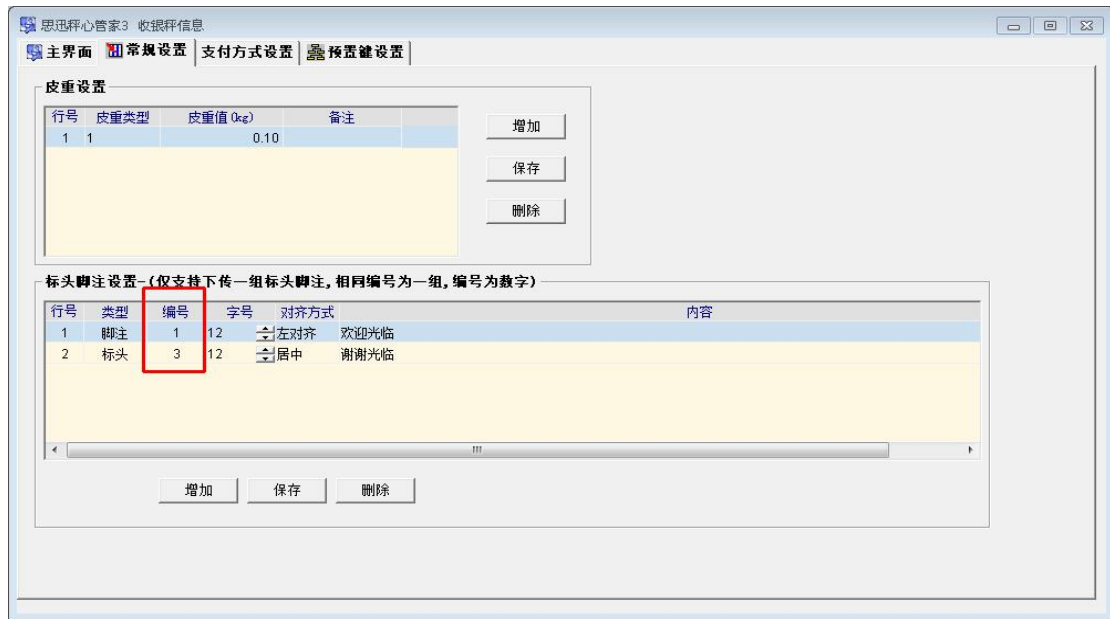 思迅秤心管家3 收银秤信息
主界面 常规设置 支付方式设置 预置键设置
皮重设置
行号 皮重类型 皮重值(kg) 备注
1 1 0.10
增加
保存
删除
标头脚注设置-(仅支持下传一组标头脚注,相同编号为一组,编号为数字)
行号 类型 编号 字号 对齐方式 内容
1 脚注 1 12 左对齐 欢迎光临
2 标头 3 12 居中 谢谢光临
增加 保存 删除